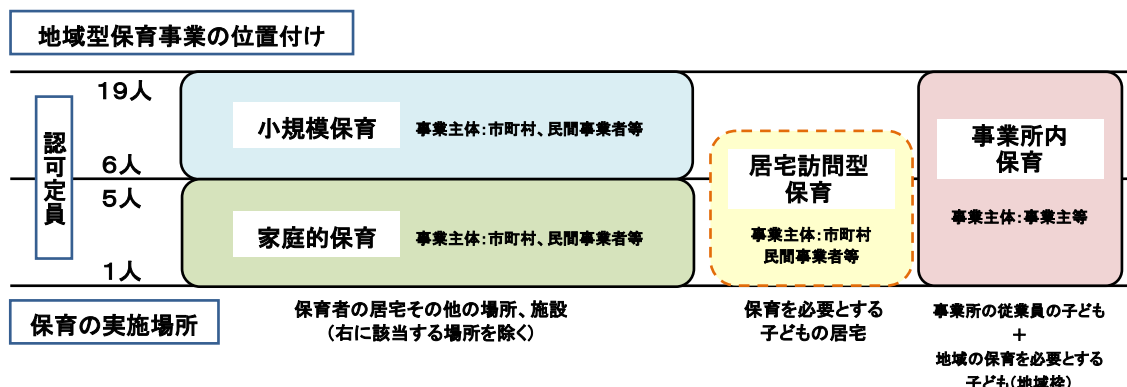 地域型保育事業の位置付け
認可定員
19人
6人
5人
1人
小規模保育
事業主体:市町村、民間事業者等
家庭的保育
事業主体:市町村、民間事業者等
居宅訪問型
保育
事業主体:市町村
民間事業者等
事業所内
保育
事業主体:事業主等
保育の実施場所
保育者の居宅その他の場所、施設
(右に該当する場所を除く)
保育を必要とする
子どもの居宅
事業所の従業員の子ども
+
地域の保育を必要とする
子ども(地域枠)